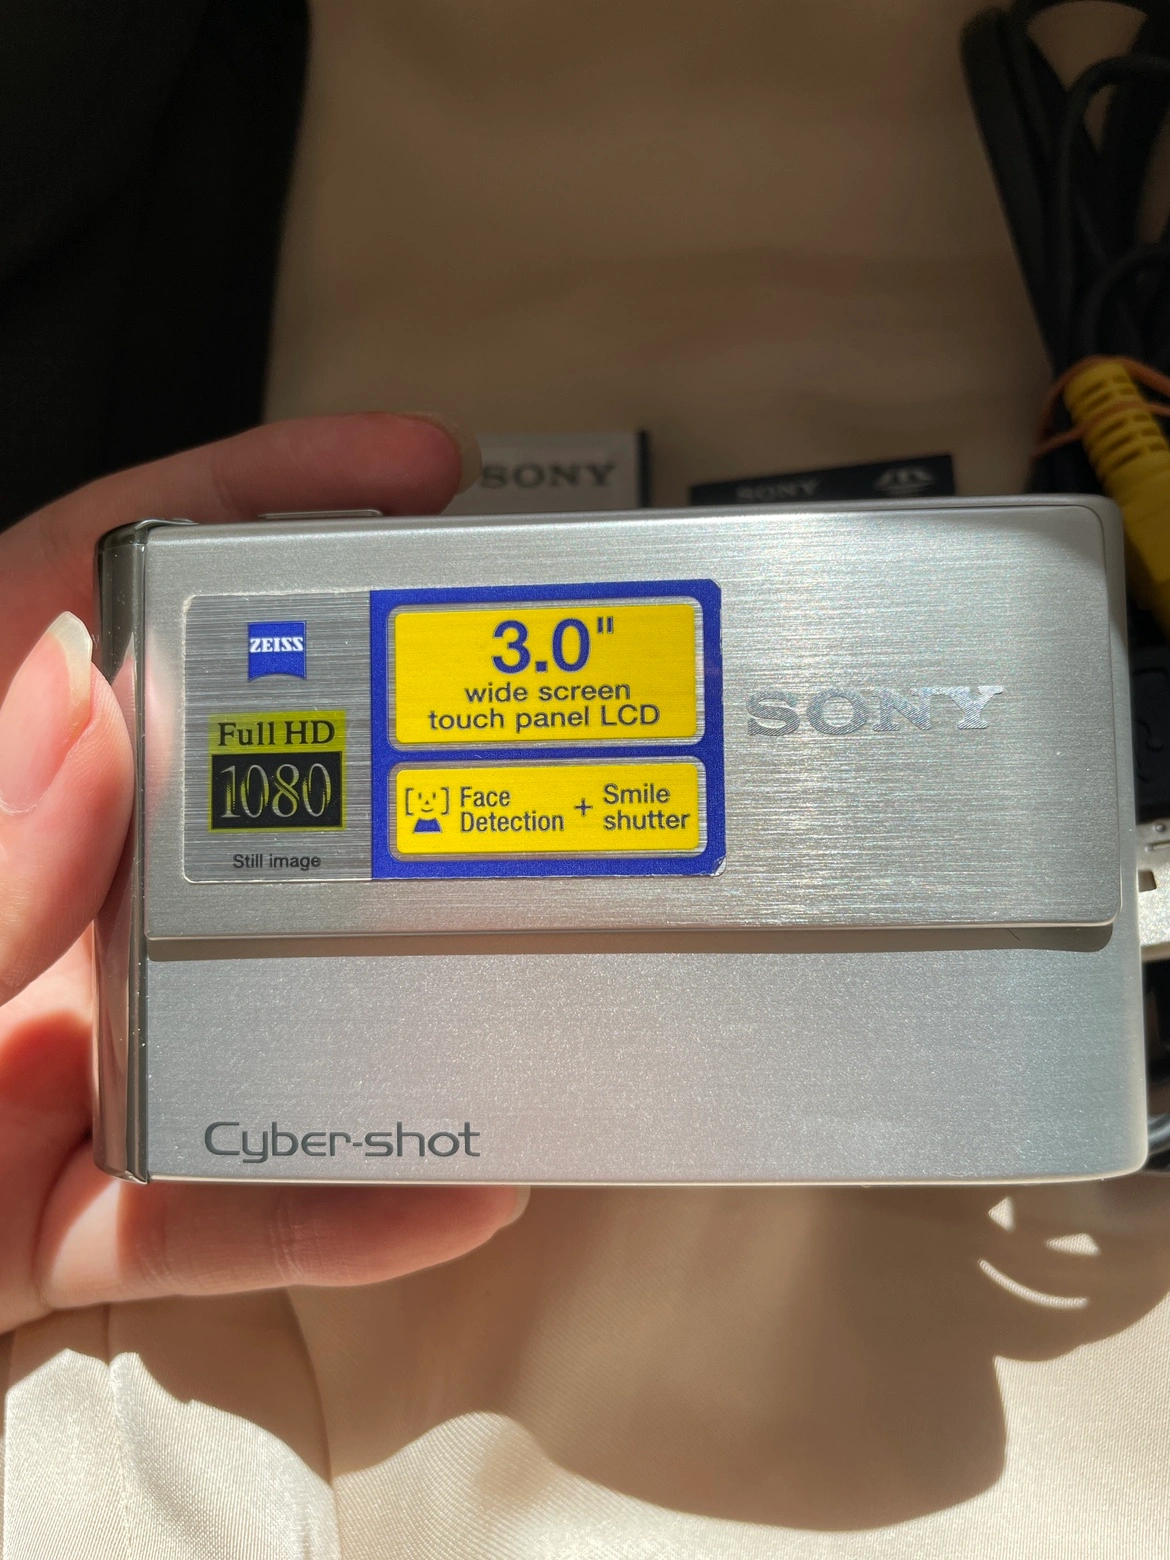 SONY
SONY
ZEISS
Full HD
1080
Still image
3.0"
wide screen
touch panel LCD
Face
Detection
+
Smile
shutter
SONY
Cyber-shot